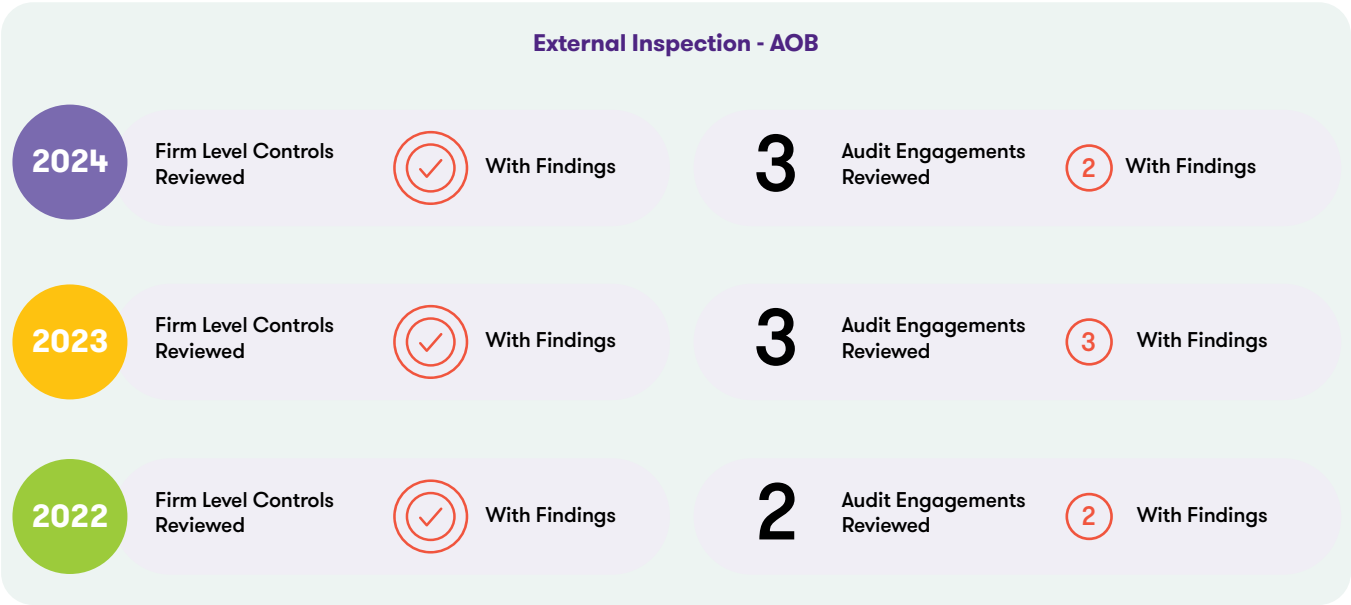 External Inspection - AOB
2024
Firm Level Controls
Reviewed
With Findings
3
Audit Engagements
Reviewed
2
With Findings
2023
Firm Level Controls
Reviewed
With Findings
3
Audit Engagements
Reviewed
3
With Findings
2022
Firm Level Controls
Reviewed
With Findings
2
Audit Engagements
Reviewed
2
With Findings